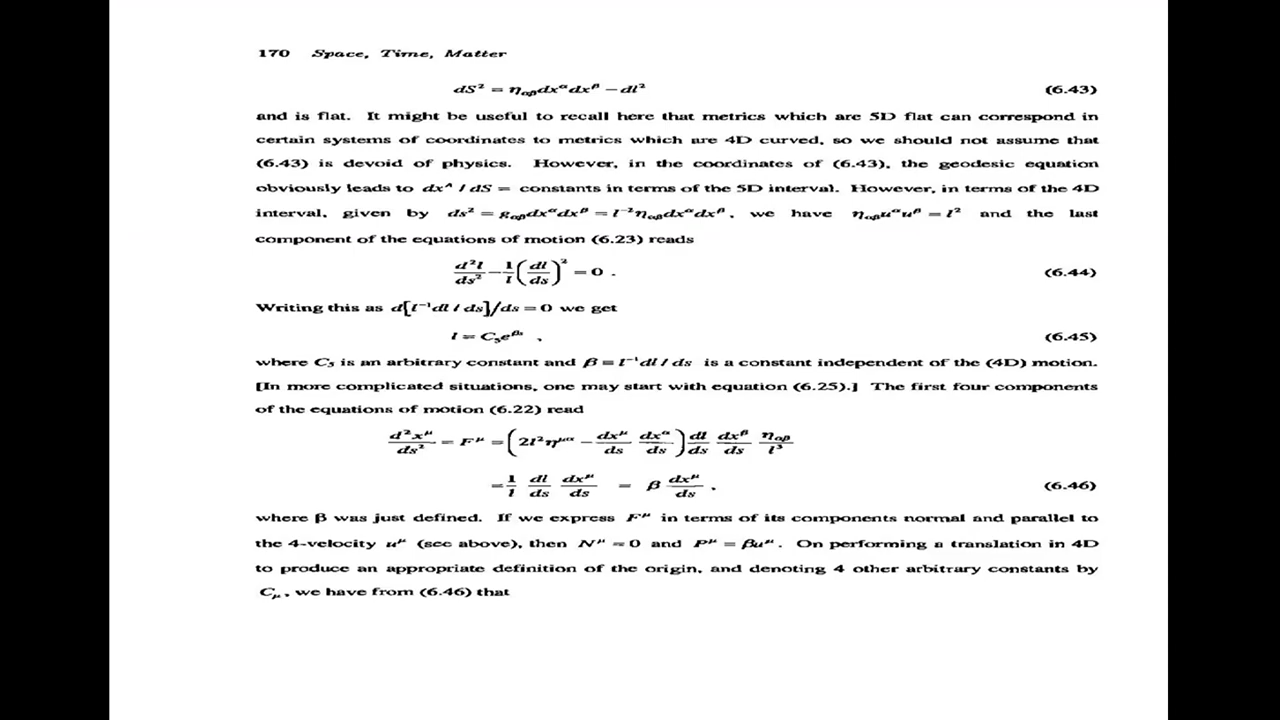 170 Space, Time, Matter
dS² = η_αβ dx^α dx^β − dl² (6.43)
and is flat. It might be useful to recall here that metrics which are 5D flat can correspond in
certain systems of coordinates to metrics which are 4D curved, so we should not assume that
(6.43) is devoid of physics. However, in the coordinates of (6.43), the geodesic equation
obviously leads to dx^A / dS = constants in terms of the 5D interval. However, in terms of the 4D
interval, given by ds² = g_αβ dx^α dx^β = l⁻² η_αβ dx^α dx^β, we have η_αβ u^α u^β = l² and the last
component of the equations of motion (6.23) reads
d²l/ds² − 1/l (dl/ds)² = 0 . (6.44)
Writing this as d[l⁻¹dl / ds]/ds = 0 we get
l = C₅e^βs , (6.45)
where C₅ is an arbitrary constant and β = l⁻¹dl / ds is a constant independent of the (4D) motion.
[In more complicated situations, one may start with equation (6.25).] The first four components
of the equations of motion (6.22) read
d²x^μ/ds² = F^μ = (2l²η^μα − dx^μ/ds dx^α/ds) dl/ds dx^β/ds η_αβ/l³
= 1/l dl/ds dx^μ/ds = β dx^μ/ds . (6.46)
where β was just defined. If we express F^μ in terms of its components normal and parallel to
the 4-velocity u^μ (see above), then N^μ = 0 and P^μ = βu^μ. On performing a translation in 4D
to produce an appropriate definition of the origin, and denoting 4 other arbitrary constants by
C_μ, we have from (6.46) that